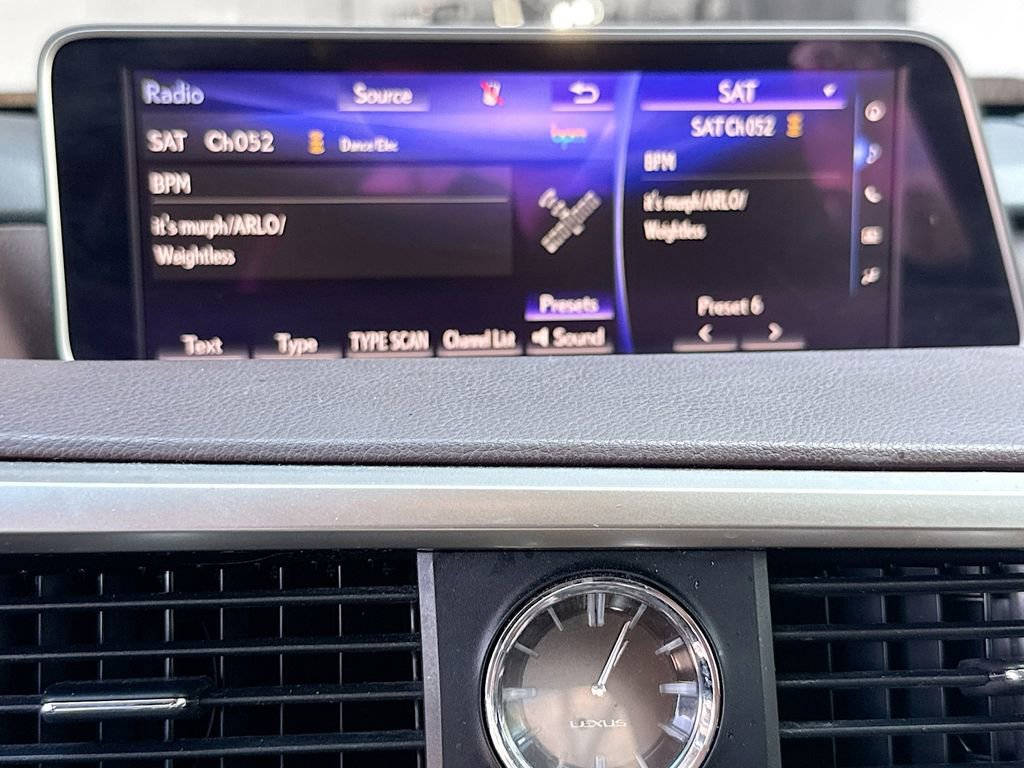 Radio
Source
SAT Ch052
Dance/Elec
bpm
BPM
it's murph/ARLO/
Weightless
Presets
Text
Type
TYPE SCAN
Channel List
Sound
SAT
SAT Ch052
BPM
it's murph/ARLO/
Weightless
Preset 6
< >
LEXUS